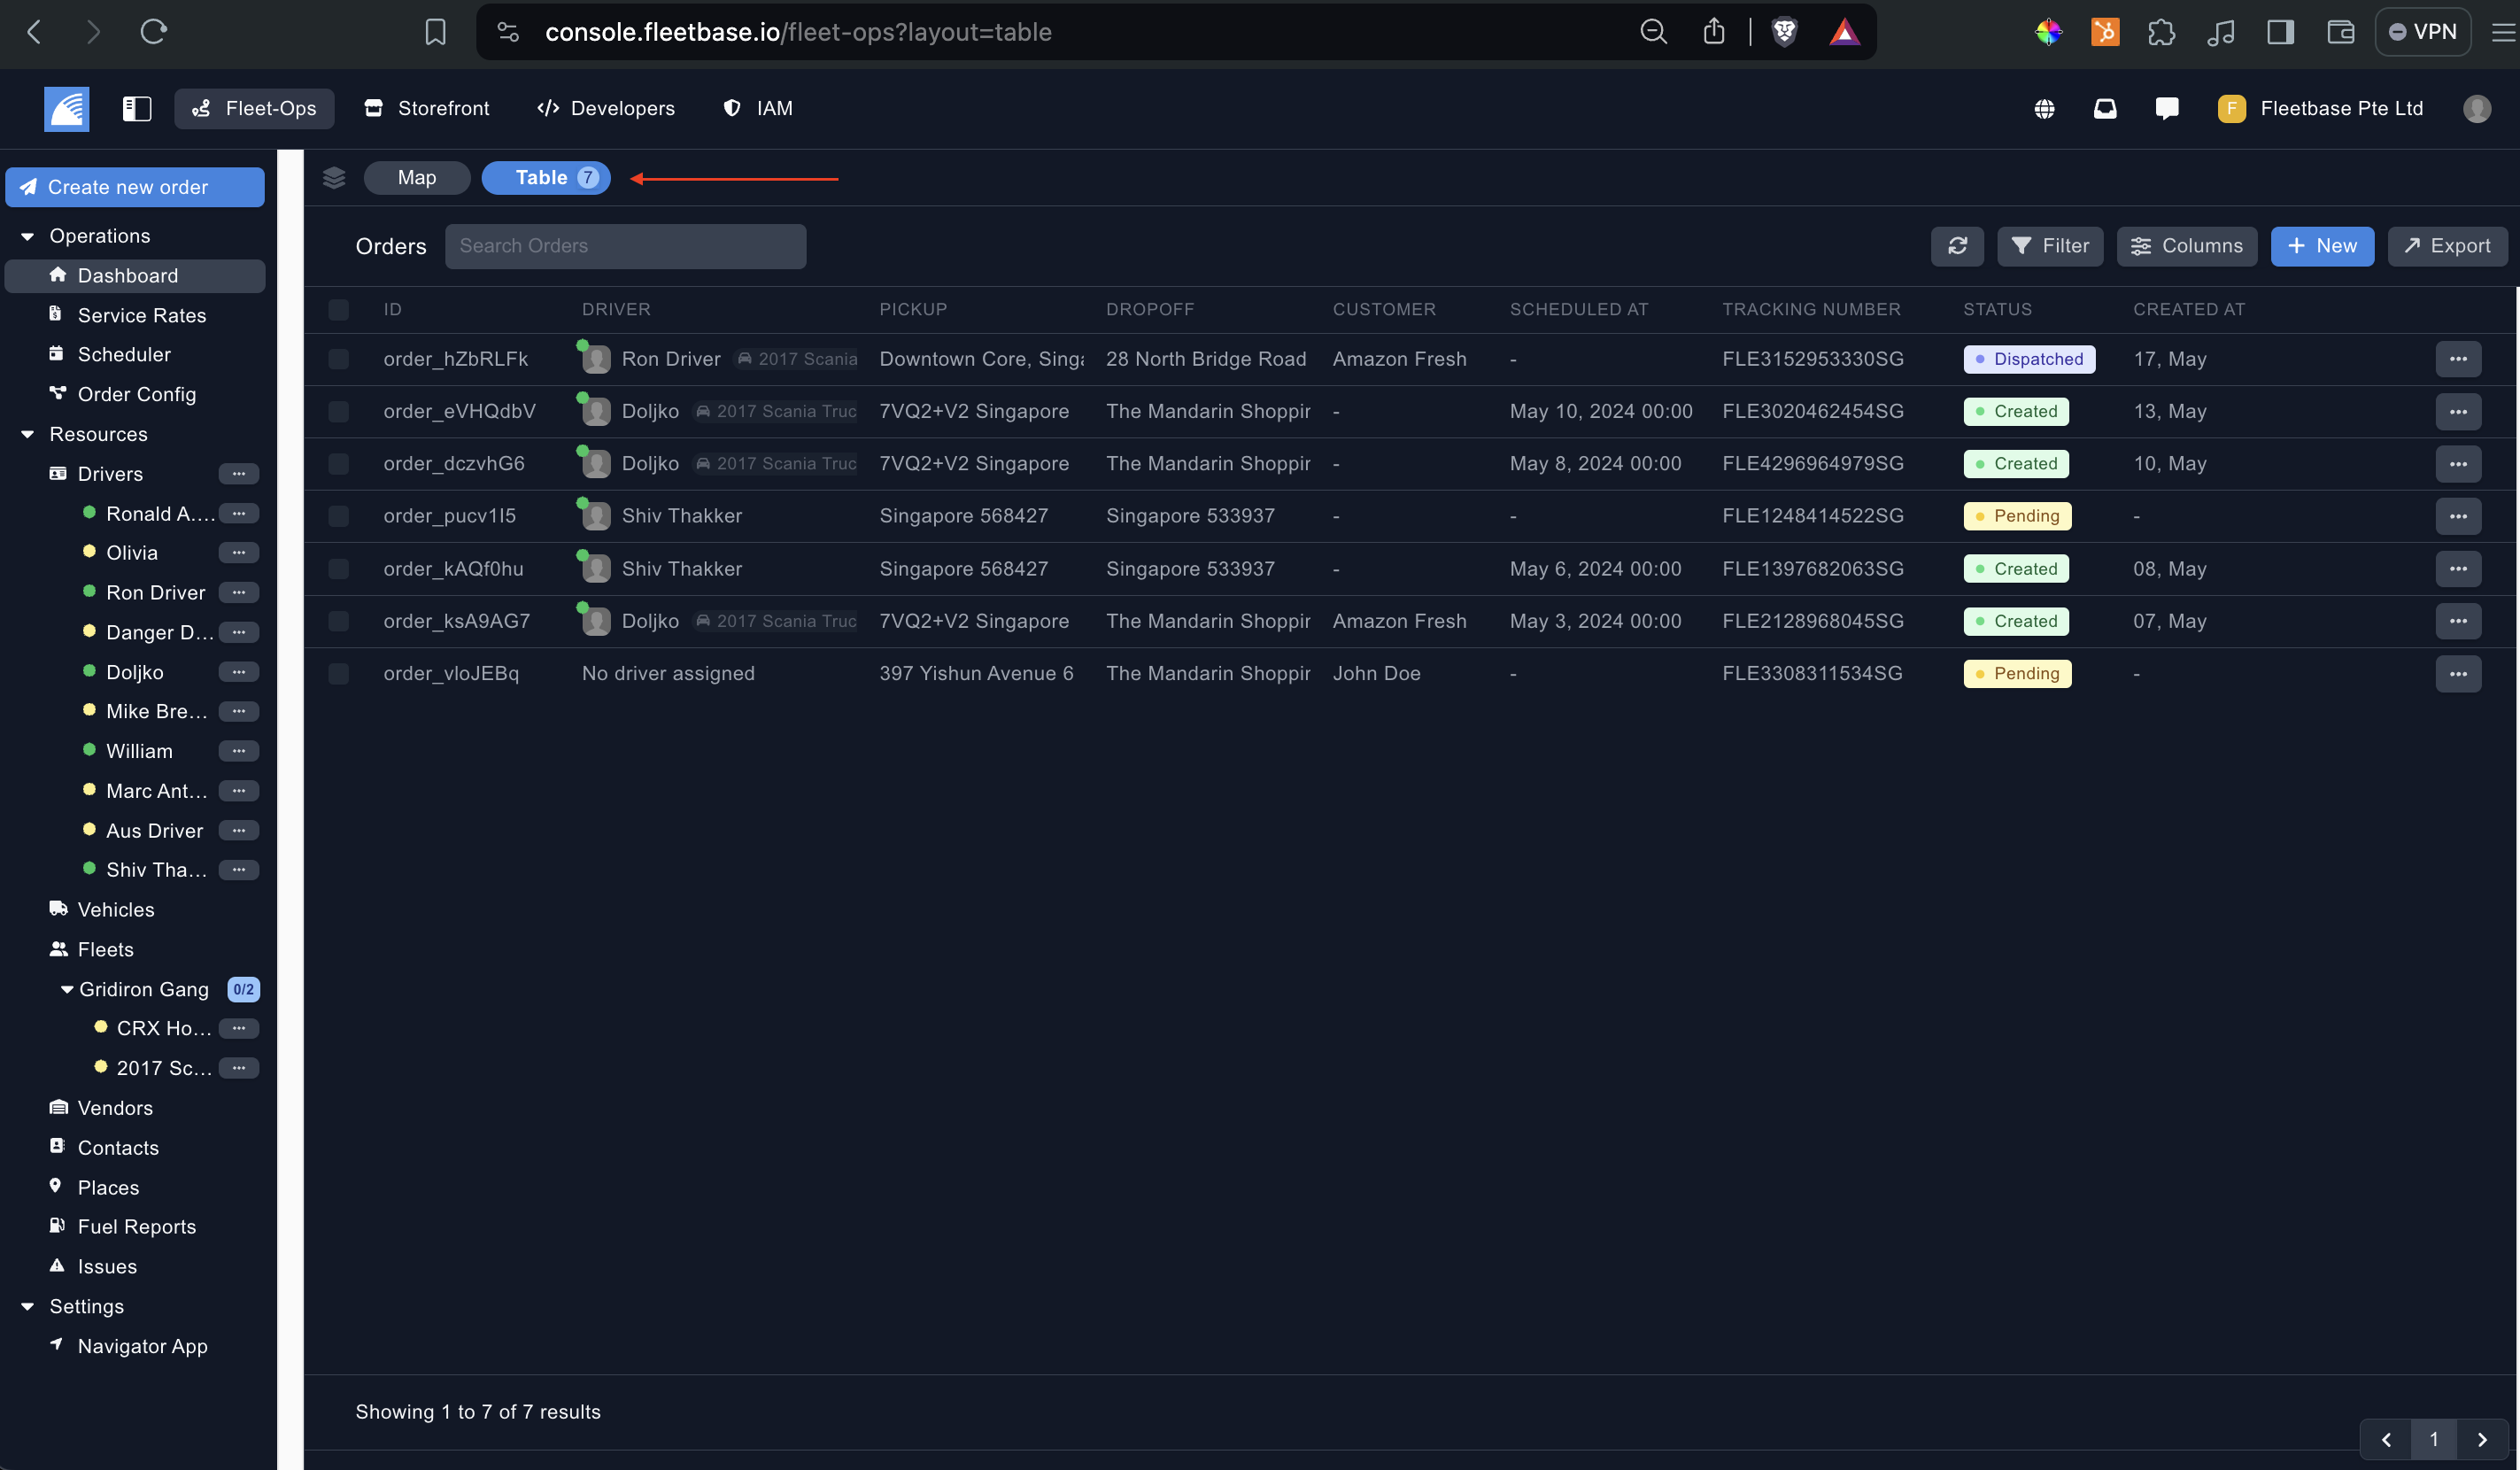 console.fleetbase.io/fleet-ops?layout=table
VPN
Fleet-Ops
Storefront
Developers
IAM
F
Fleetbase Pte Ltd
Create new order
Operations
Dashboard
Service Rates
Scheduler
Order Config
Resources
Drivers
Ronald A....
Olivia
Ron Driver
Danger D...
Doljko
Mike Bre...
William
Marc Ant...
Aus Driver
Shiv Tha...
Vehicles
Fleets
Gridiron Gang 0/2
CRX Ho...
2017 Sc...
Vendors
Contacts
Places
Fuel Reports
Issues
Settings
Navigator App
Map
Table 7
Orders
Search Orders
Filter
Columns
New
Export
ID DRIVER PICKUP DROPOFF CUSTOMER SCHEDULED AT TRACKING NUMBER STATUS CREATED AT
order_hZbRLFk Ron Driver 2017 Scania Downtown Core, Singa 28 North Bridge Road Amazon Fresh - FLE3152953330SG Dispatched 17, May
order_eVHQdbV Doljko 2017 Scania Truc 7VQ2+V2 Singapore The Mandarin Shoppir - May 10, 2024 00:00 FLE3020462454SG Created 13, May
order_dczvhG6 Doljko 2017 Scania Truc 7VQ2+V2 Singapore The Mandarin Shoppir - May 8, 2024 00:00 FLE4296964979SG Created 10, May
order_pucv1I5 Shiv Thakker Singapore 568427 Singapore 533937 - - FLE1248414522SG Pending -
order_kAQf0hu Shiv Thakker Singapore 568427 Singapore 533937 - May 6, 2024 00:00 FLE1397682063SG Created 08, May
order_ksA9AG7 Doljko 2017 Scania Truc 7VQ2+V2 Singapore The Mandarin Shoppir Amazon Fresh May 3, 2024 00:00 FLE2128968045SG Created 07, May
order_vloJEBq No driver assigned 397 Yishun Avenue 6 The Mandarin Shoppir John Doe - FLE3308311534SG Pending -
Showing 1 to 7 of 7 results
1